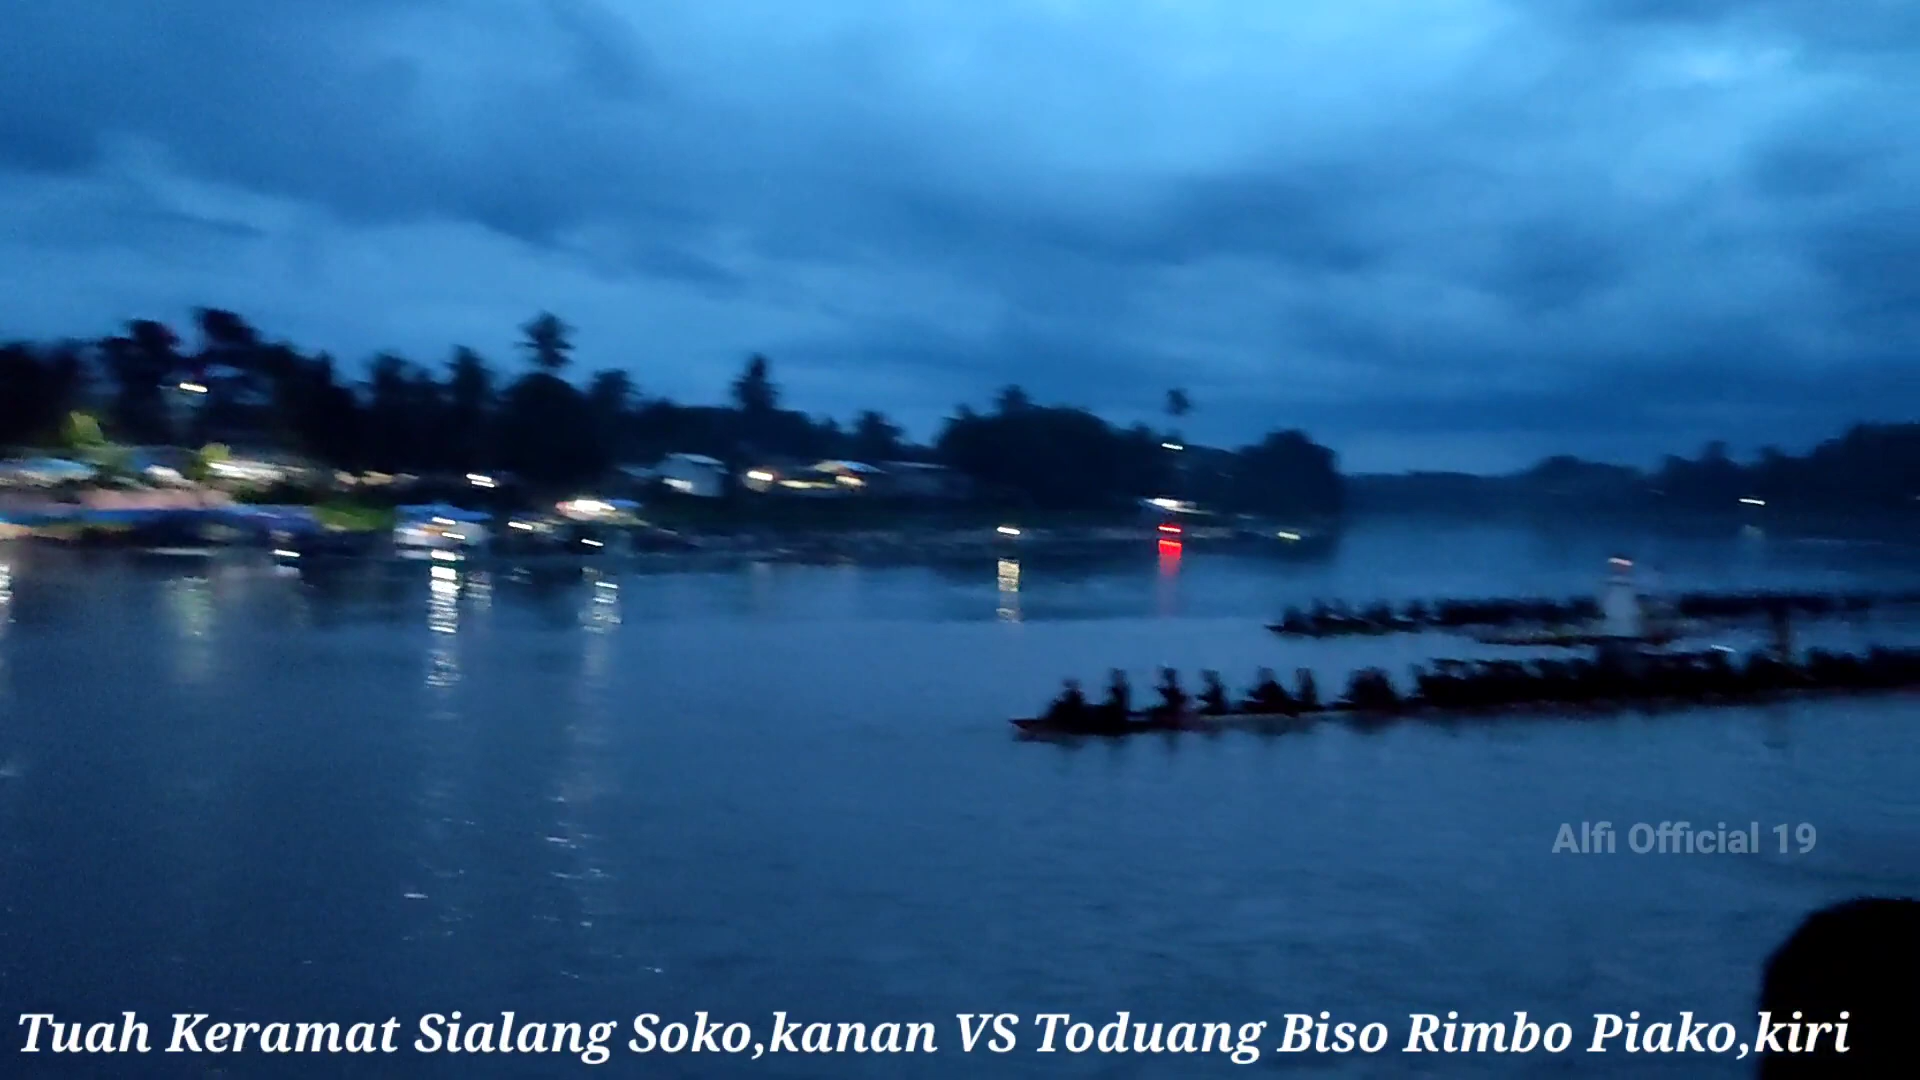 Alfi Official 19
Tuah Keramat Sialang Soko,kanan VS Toduang Biso Rimbo Piako,kiri